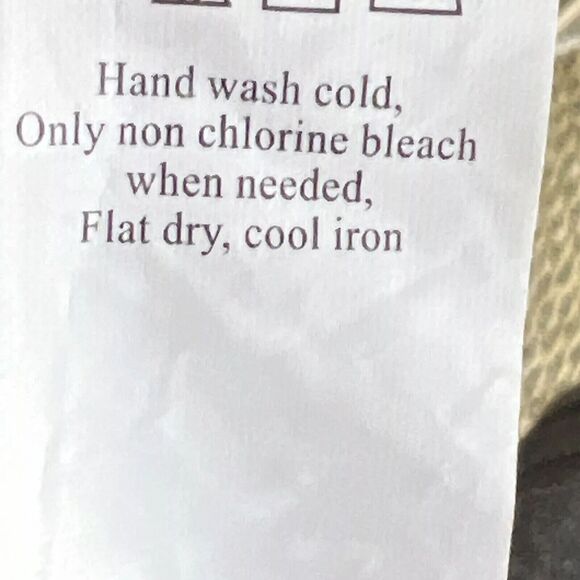 Hand wash cold,
Only non chlorine bleach
when needed,
Flat dry, cool iron